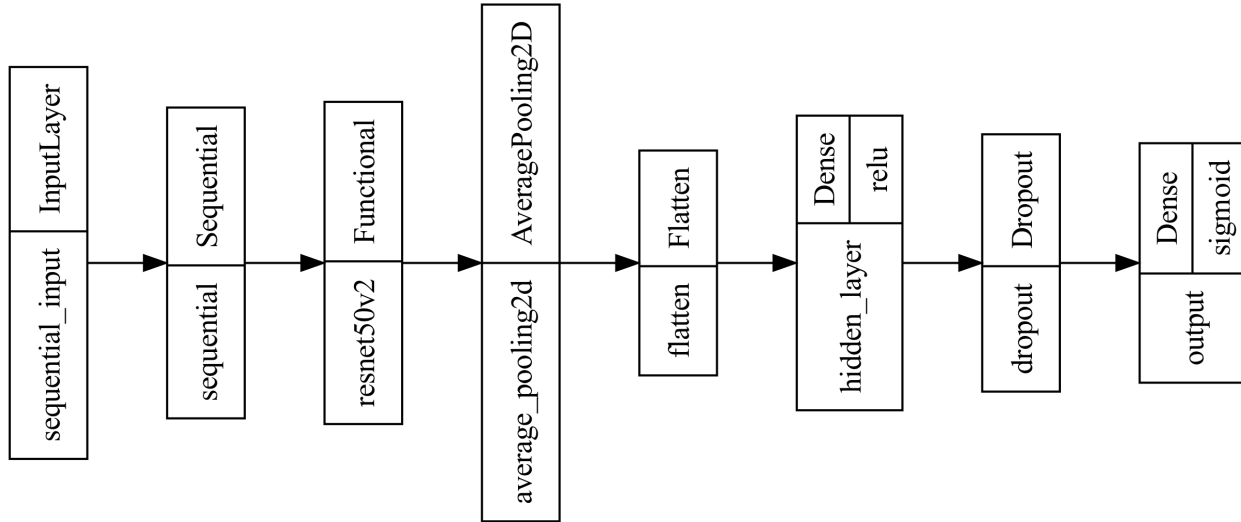 sequential_input
InputLayer
sequential
Sequential
resnet50v2
Functional
average_pooling2d
AveragePooling2D
flatten
Flatten
hidden_layer
Dense
relu
dropout
Dropout
output
Dense
sigmoid